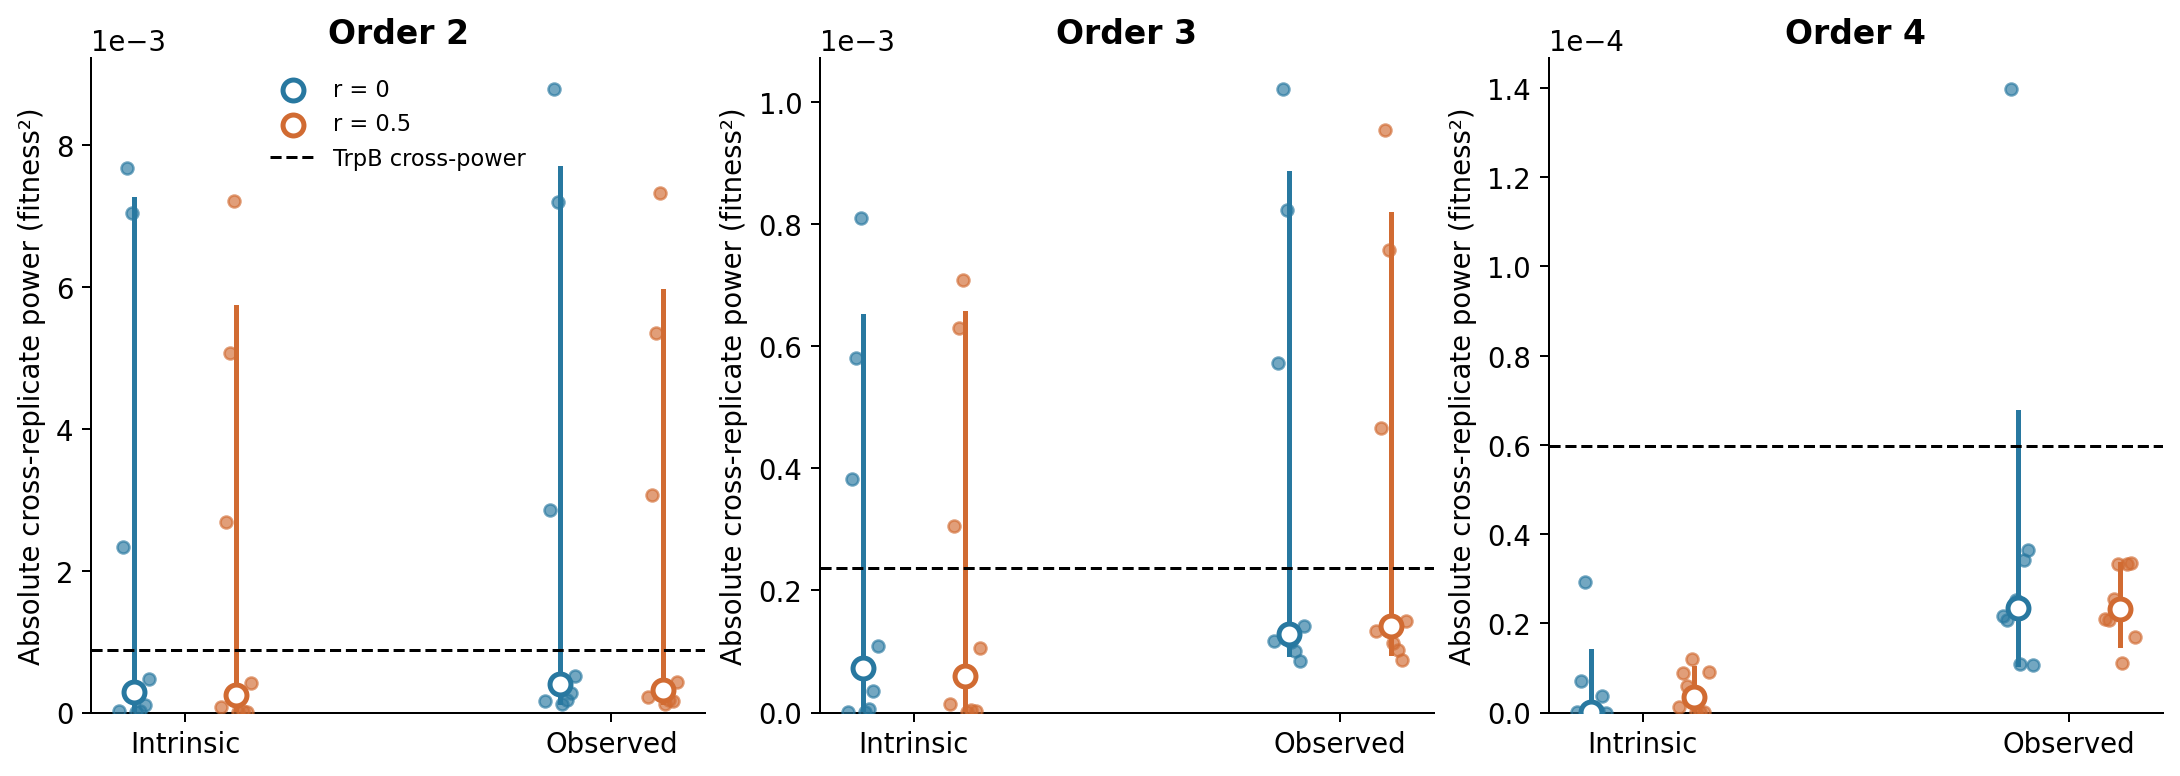 Order 2
1e−3
Absolute cross-replicate power (fitness²)
8
6
4
2
0
r = 0
r = 0.5
TrpB cross-power
Intrinsic
Observed
Order 3
1e−3
Absolute cross-replicate power (fitness²)
1.0
0.8
0.6
0.4
0.2
0.0
Intrinsic
Observed
Order 4
1e−4
Absolute cross-replicate power (fitness²)
1.4
1.2
1.0
0.8
0.6
0.4
0.2
0.0
Intrinsic
Observed